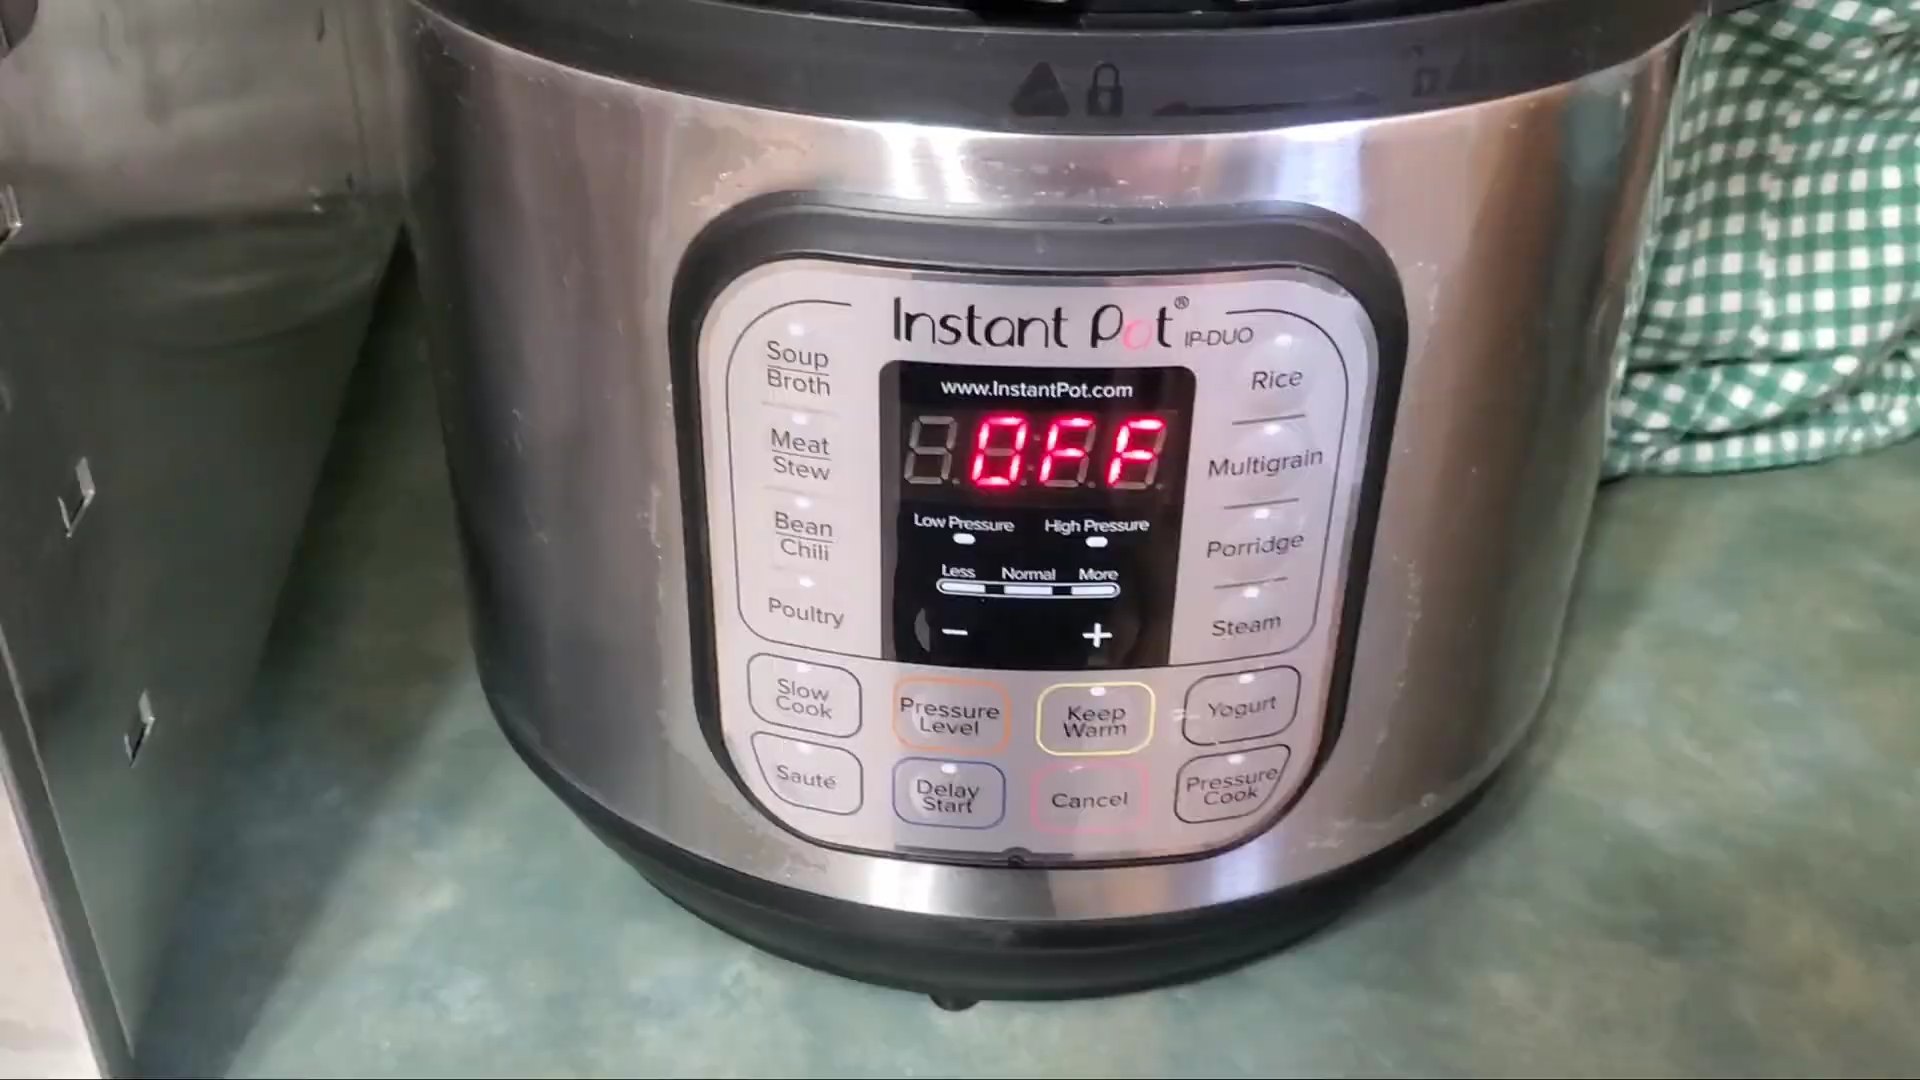 Instant Pot® IP-DUO
www.InstantPot.com
OFF
Low Pressure High Pressure
Less Normal More
− +
Soup
Broth
Meat
Stew
Bean
Chili
Poultry
Rice
Multigrain
Porridge
Steam
Slow
Cook
Pressure
Level
Keep
Warm
Yogurt
Sauté
Delay
Start
Cancel
Pressure
Cook